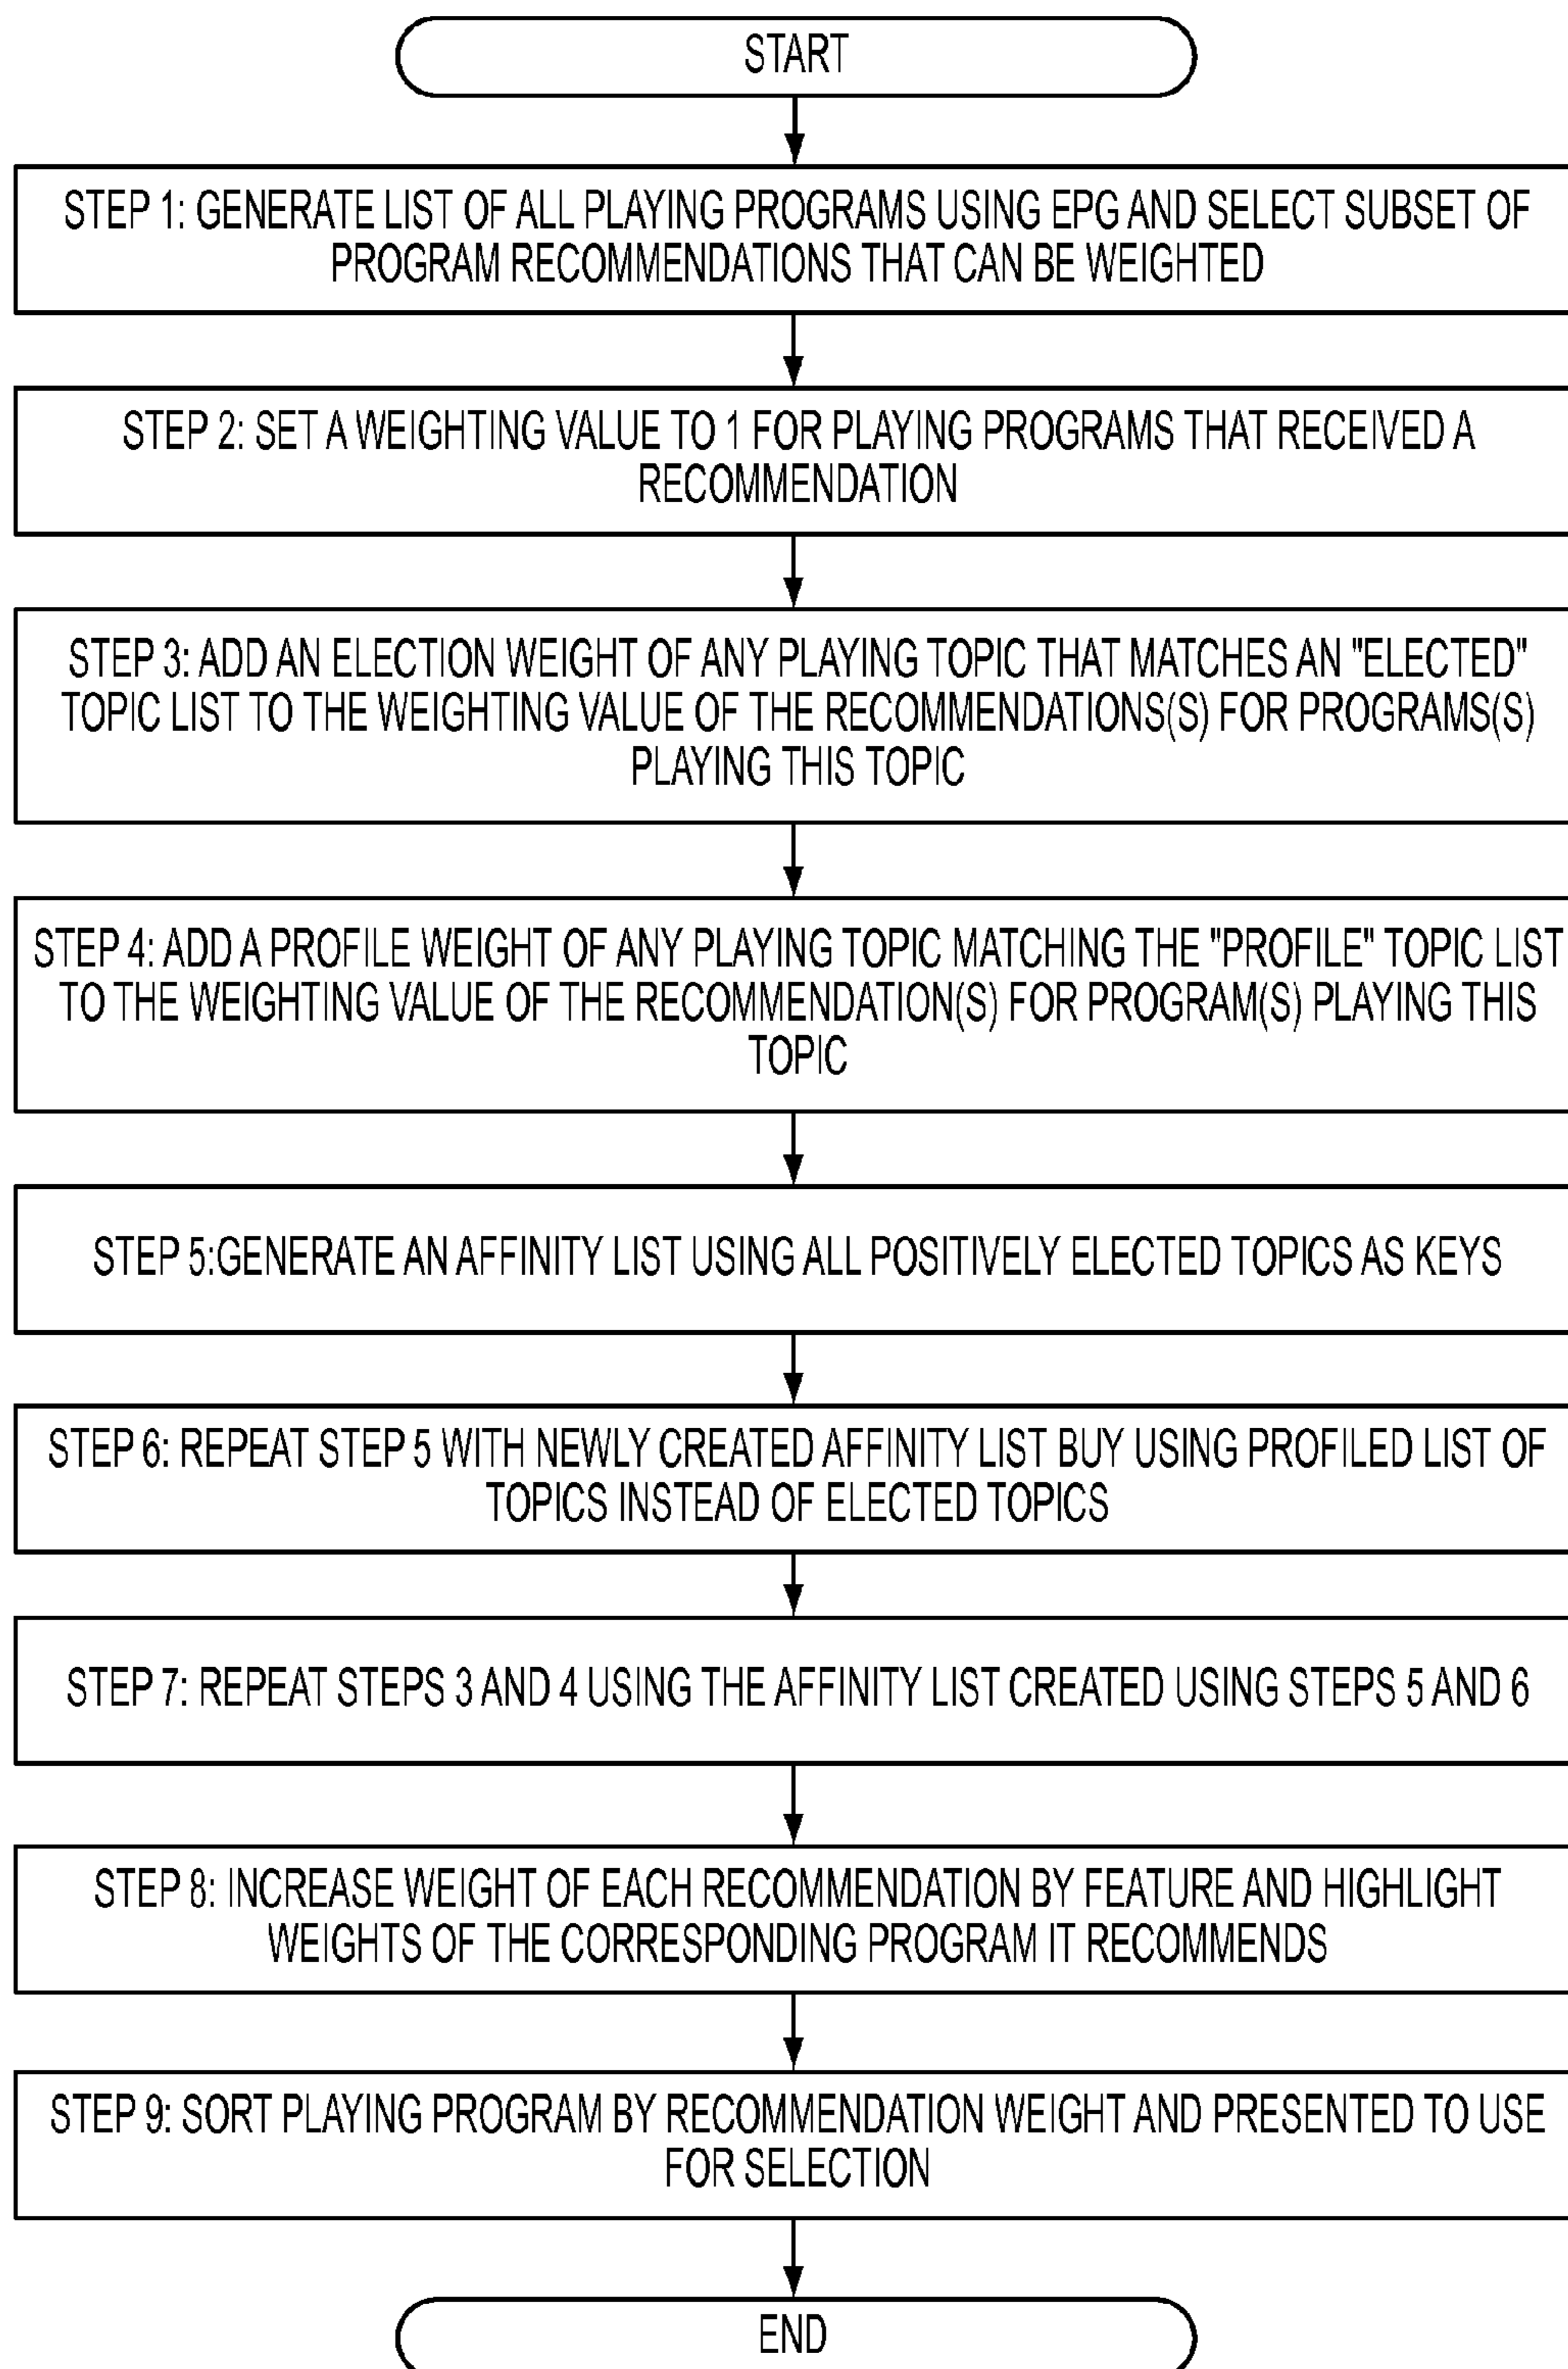 START
STEP 1: GENERATE LIST OF ALL PLAYING PROGRAMS USING EPG AND SELECT SUBSET OF
PROGRAM RECOMMENDATIONS THAT CAN BE WEIGHTED
STEP 2: SET A WEIGHTING VALUE TO 1 FOR PLAYING PROGRAMS THAT RECEIVED A
RECOMMENDATION
STEP 3: ADD AN ELECTION WEIGHT OF ANY PLAYING TOPIC THAT MATCHES AN "ELECTED"
TOPIC LIST TO THE WEIGHTING VALUE OF THE RECOMMENDATIONS(S) FOR PROGRAMS(S)
PLAYING THIS TOPIC
STEP 4: ADD A PROFILE WEIGHT OF ANY PLAYING TOPIC MATCHING THE "PROFILE" TOPIC LIST
TO THE WEIGHTING VALUE OF THE RECOMMENDATION(S) FOR PROGRAM(S) PLAYING THIS
TOPIC
STEP 5:GENERATE AN AFFINITY LIST USING ALL POSITIVELY ELECTED TOPICS AS KEYS
STEP 6: REPEAT STEP 5 WITH NEWLY CREATED AFFINITY LIST BUY USING PROFILED LIST OF
TOPICS INSTEAD OF ELECTED TOPICS
STEP 7: REPEAT STEPS 3 AND 4 USING THE AFFINITY LIST CREATED USING STEPS 5 AND 6
STEP 8: INCREASE WEIGHT OF EACH RECOMMENDATION BY FEATURE AND HIGHLIGHT
WEIGHTS OF THE CORRESPONDING PROGRAM IT RECOMMENDS
STEP 9: SORT PLAYING PROGRAM BY RECOMMENDATION WEIGHT AND PRESENTED TO USE
FOR SELECTION
END